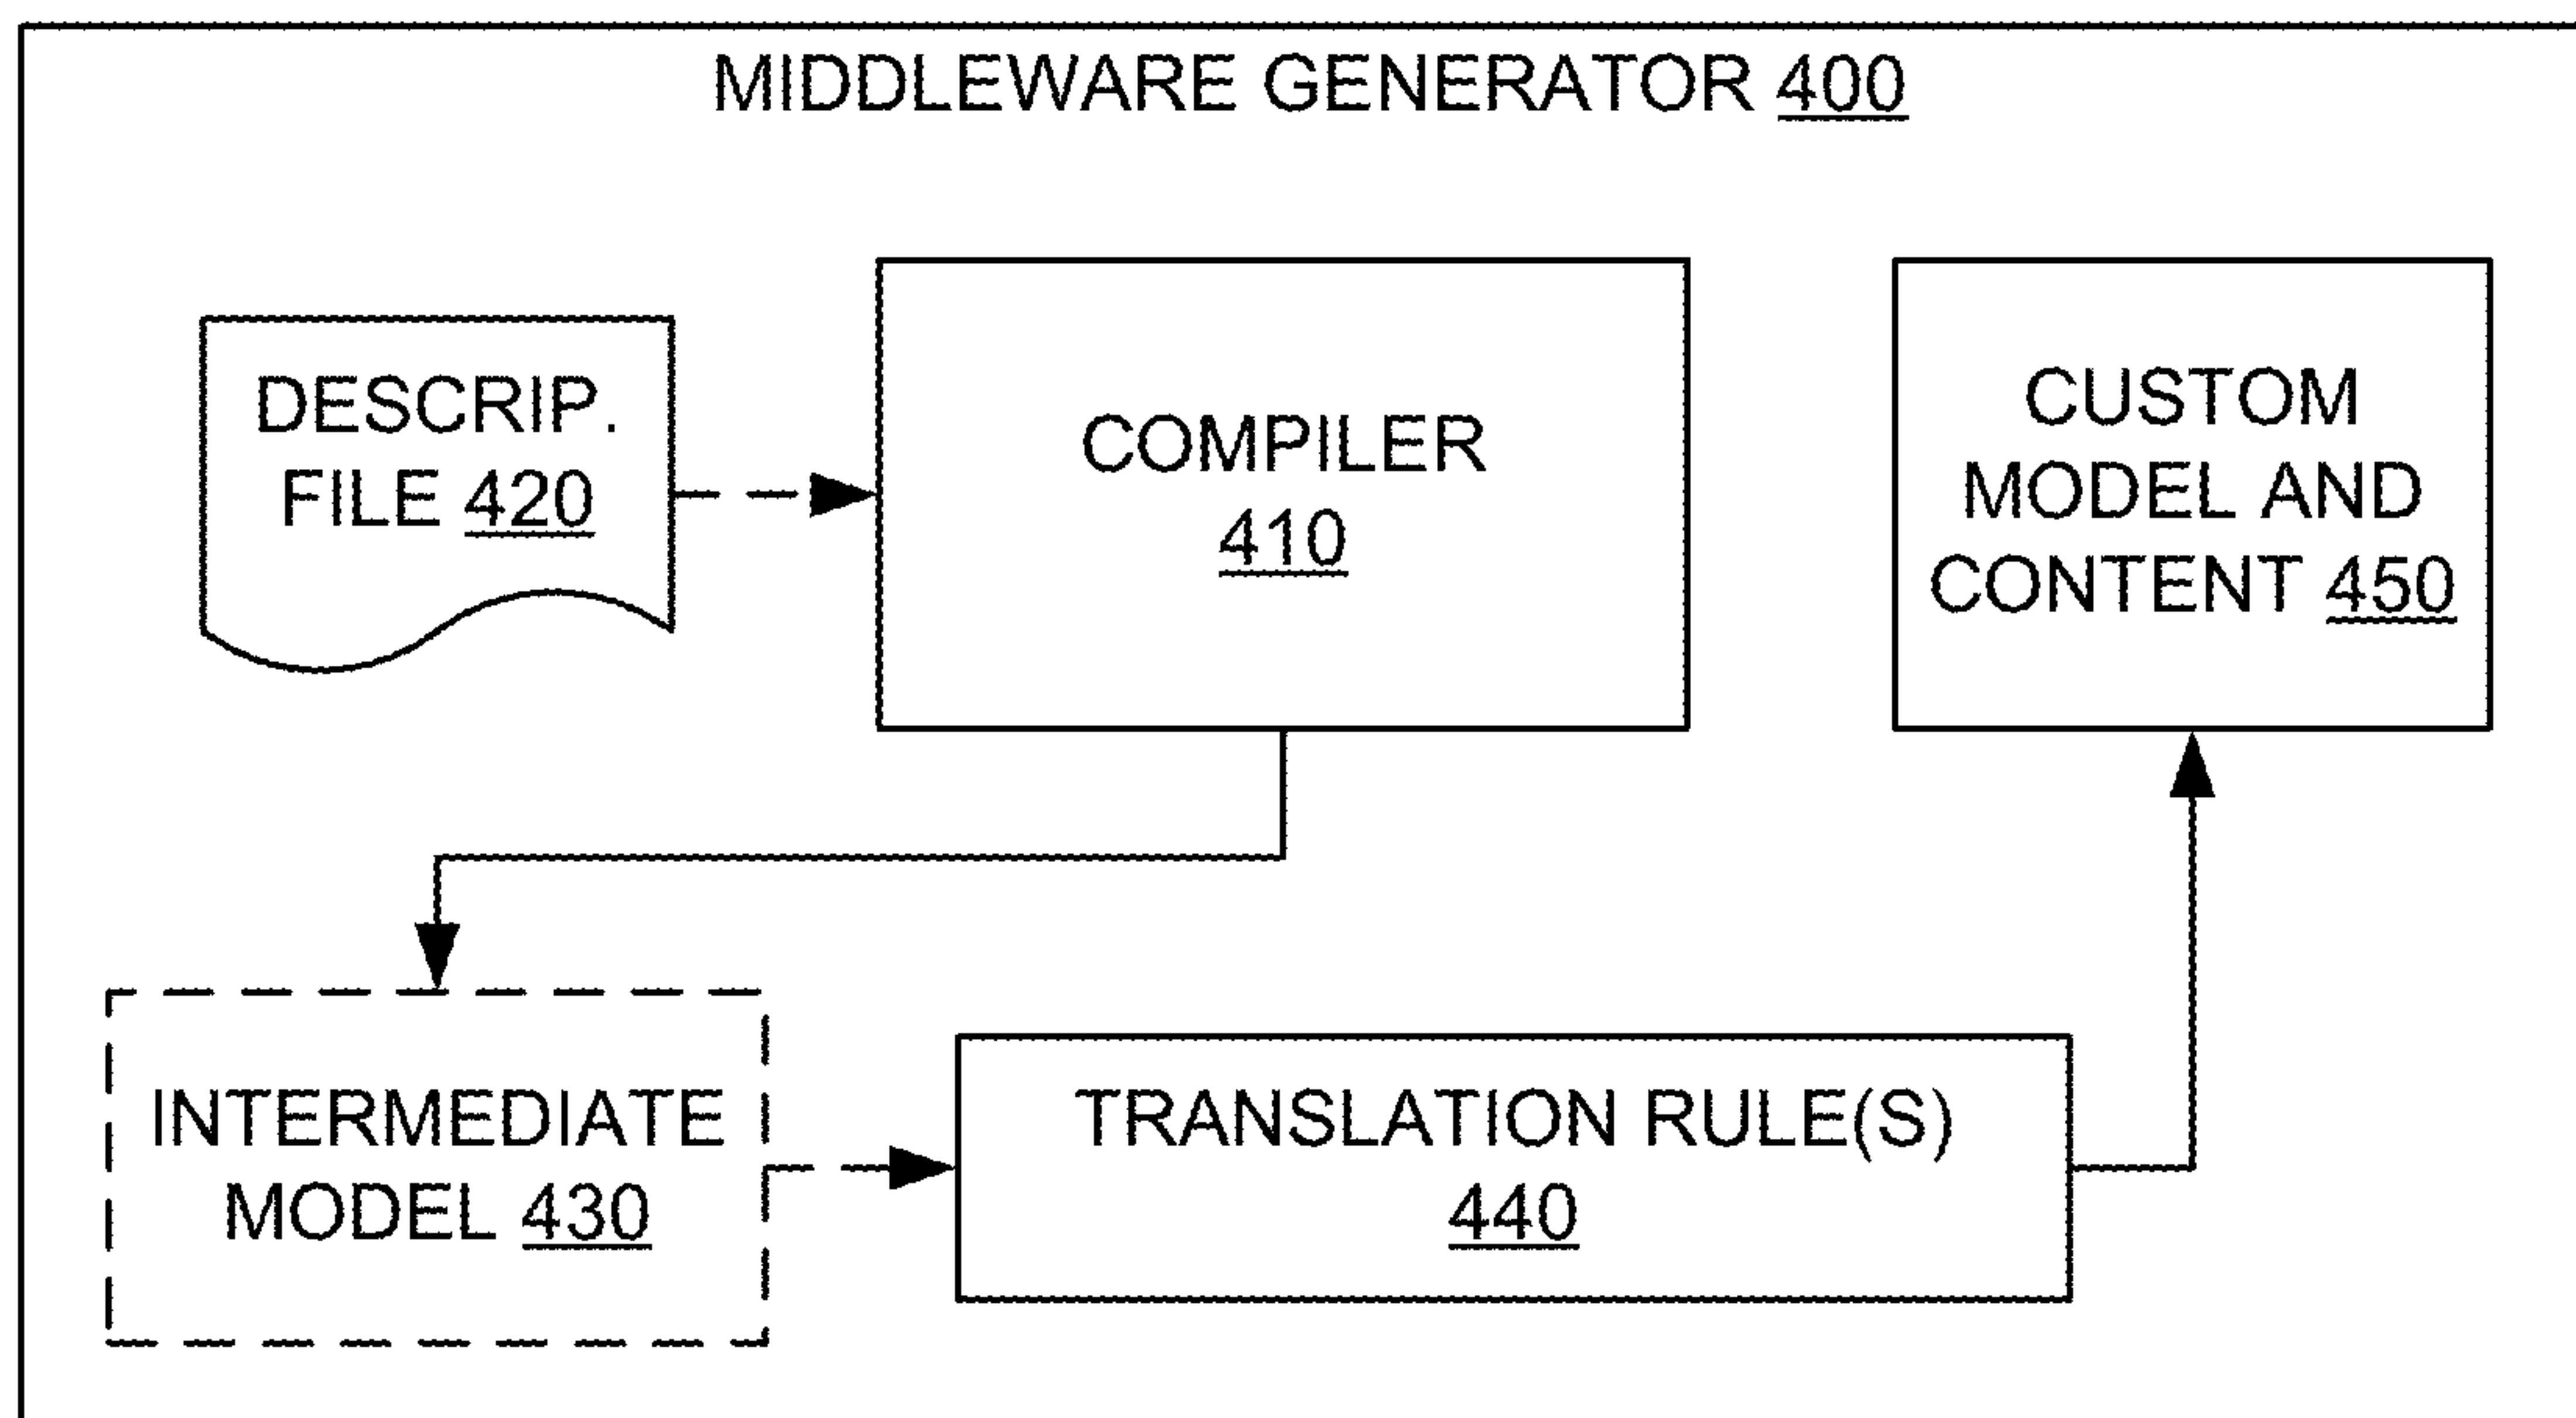 MIDDLEWARE GENERATOR 400
DESCRIP.
FILE 420
COMPILER
410
CUSTOM
MODEL AND
CONTENT 450
INTERMEDIATE
MODEL 430
TRANSLATION RULE(S)
440